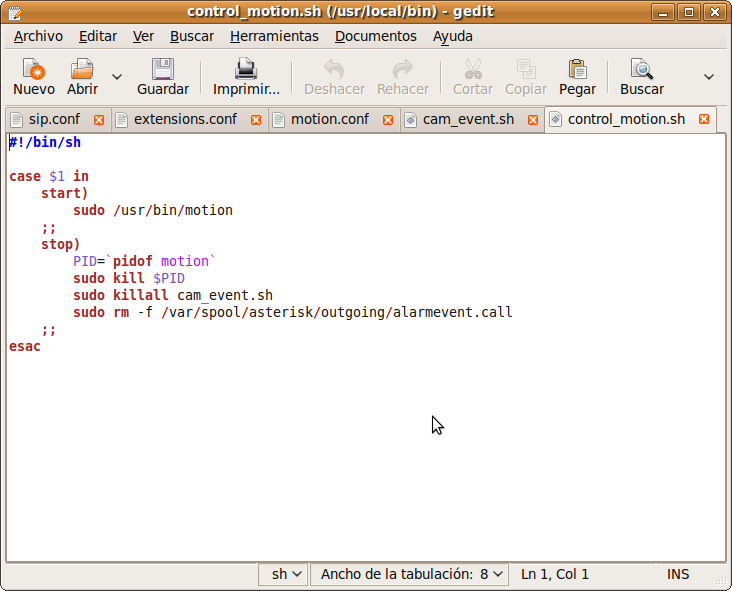 control_motion.sh (/usr/local/bin) - gedit
Archivo Editar Ver Buscar Herramientas Documentos Ayuda
Nuevo Abrir Guardar Imprimir... Deshacer Rehacer Cortar Copiar Pegar Buscar
sip.conf extensions.conf motion.conf cam_event.sh control_motion.sh
#!/bin/sh
case $1 in
    start)
        sudo /usr/bin/motion
    ;;
    stop)
        PID=`pidof motion`
        sudo kill $PID
        sudo killall cam_event.sh
        sudo rm -f /var/spool/asterisk/outgoing/alarmevent.call
    ;;
esac
sh Ancho de la tabulación: 8 Ln 1, Col 1 INS